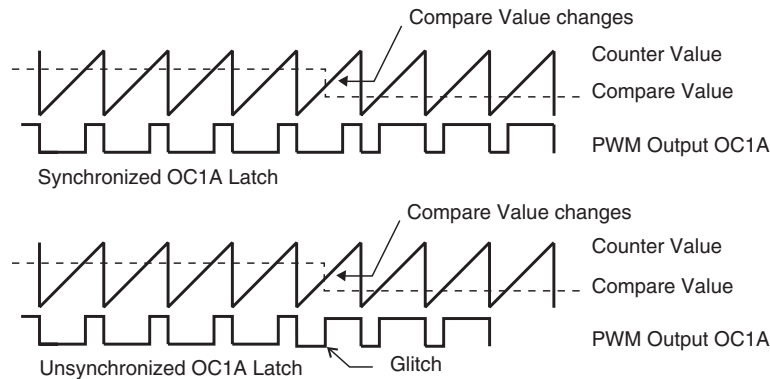 Compare Value changes
Counter Value
Compare Value
PWM Output OC1A
Synchronized OC1A Latch
Compare Value changes
Counter Value
Compare Value
PWM Output OC1A
Unsynchronized OC1A Latch
Glitch